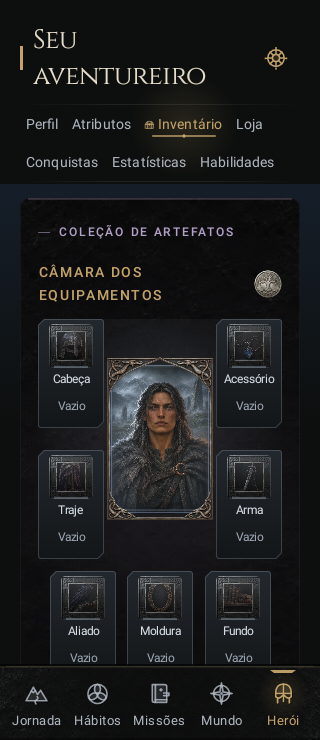 Seu
aventureiro
Perfil Atributos Inventário Loja
Conquistas Estatísticas Habilidades
— COLEÇÃO DE ARTEFATOS
CÂMARA DOS
EQUIPAMENTOS
Cabeça Acessório
Vazio Vazio
Traje Arma
Vazio Vazio
Aliado Moldura Fundo
Vazio Vazio Vazio
Jornada Hábitos Missões Mundo Herói